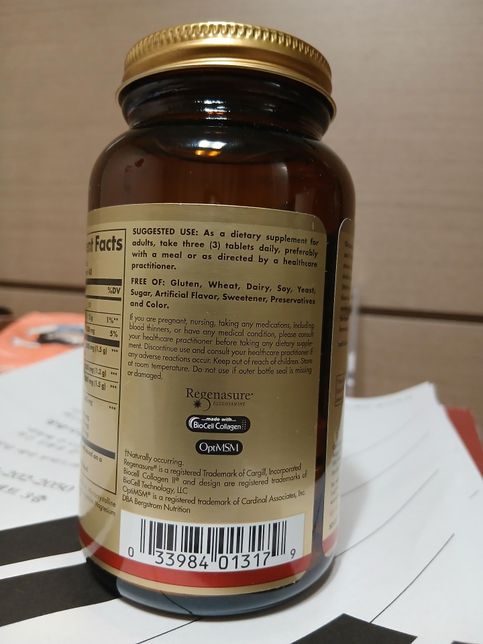 nt Facts
%DV
1%**
5%
(1.5 g) ***
***
***
***
SUGGESTED USE: As a dietary supplement for
adults, take three (3) tablets daily, preferably
with a meal or as directed by a healthcare
practitioner.
FREE OF: Gluten, Wheat, Dairy, Soy, Yeast,
Sugar, Artificial Flavor, Sweetener, Preservatives
and Color.
If you are pregnant, nursing, taking any medications, including
blood thinners, or have any medical condition, please consult
your healthcare practitioner before taking any dietary supple-
ment. Discontinue use and consult your healthcare practitioner if
any adverse reactions occur. Keep out of reach of children. Store
at room temperature. Do not use if outer bottle seal is missing
or damaged.
Regenasure®
GLUCOSAMINE
made with
BioCell Collagen
OptiMSM
†Naturally occurring.
Regenasure® is a registered Trademark of Cargill, Incorporated
Biocell Collagen II® and design are registered trademarks of
BioCell Technology, LLC
OptiMSM® is a registered trademark of Cardinal Associates, Inc.
DBA Bergstrom Nutrition
0 33984 01317 9